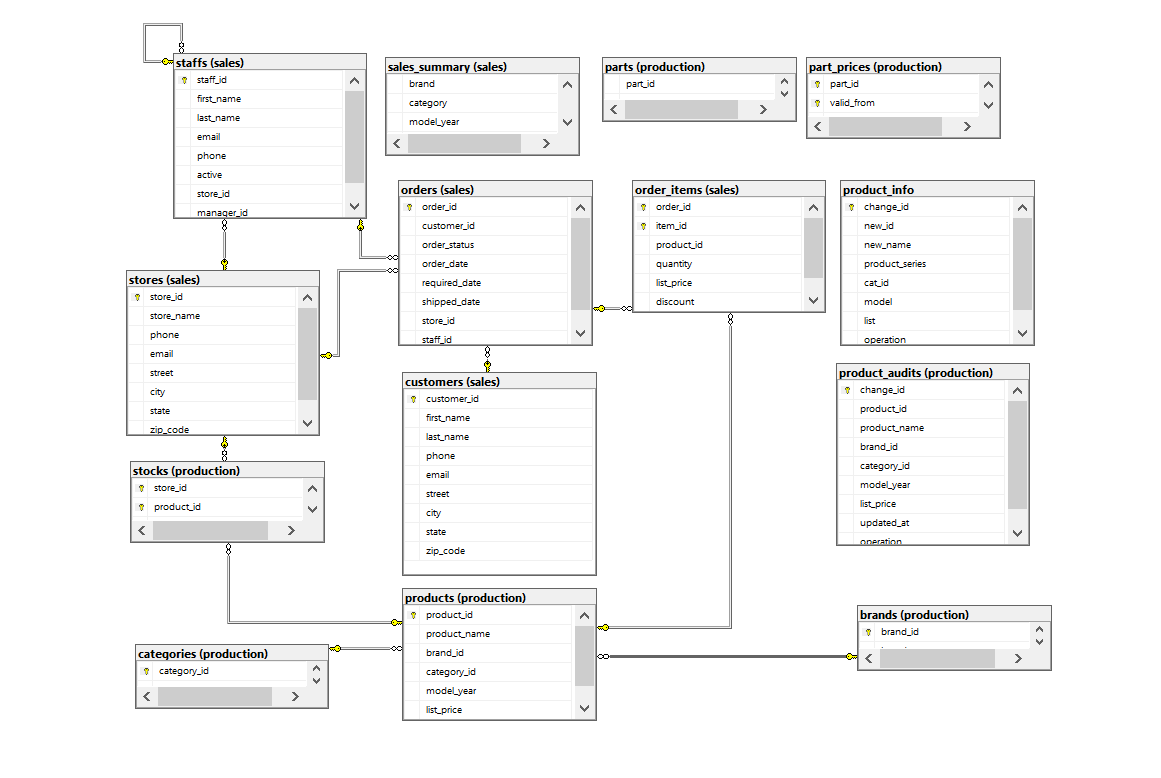 staffs (sales)
staff_id
first_name
last_name
email
phone
active
store_id
manager_id
sales_summary (sales)
brand
category
model_year
parts (production)
part_id
part_prices (production)
part_id
valid_from
orders (sales)
order_id
customer_id
order_status
order_date
required_date
shipped_date
store_id
staff_id
order_items (sales)
order_id
item_id
product_id
quantity
list_price
discount
product_info
change_id
new_id
new_name
product_series
cat_id
model
list
operation
stores (sales)
store_id
store_name
phone
email
street
city
state
zip_code
customers (sales)
customer_id
first_name
last_name
phone
email
street
city
state
zip_code
product_audits (production)
change_id
product_id
product_name
brand_id
category_id
model_year
list_price
updated_at
operation
stocks (production)
store_id
product_id
products (production)
product_id
product_name
brand_id
category_id
model_year
list_price
brands (production)
brand_id
categories (production)
category_id